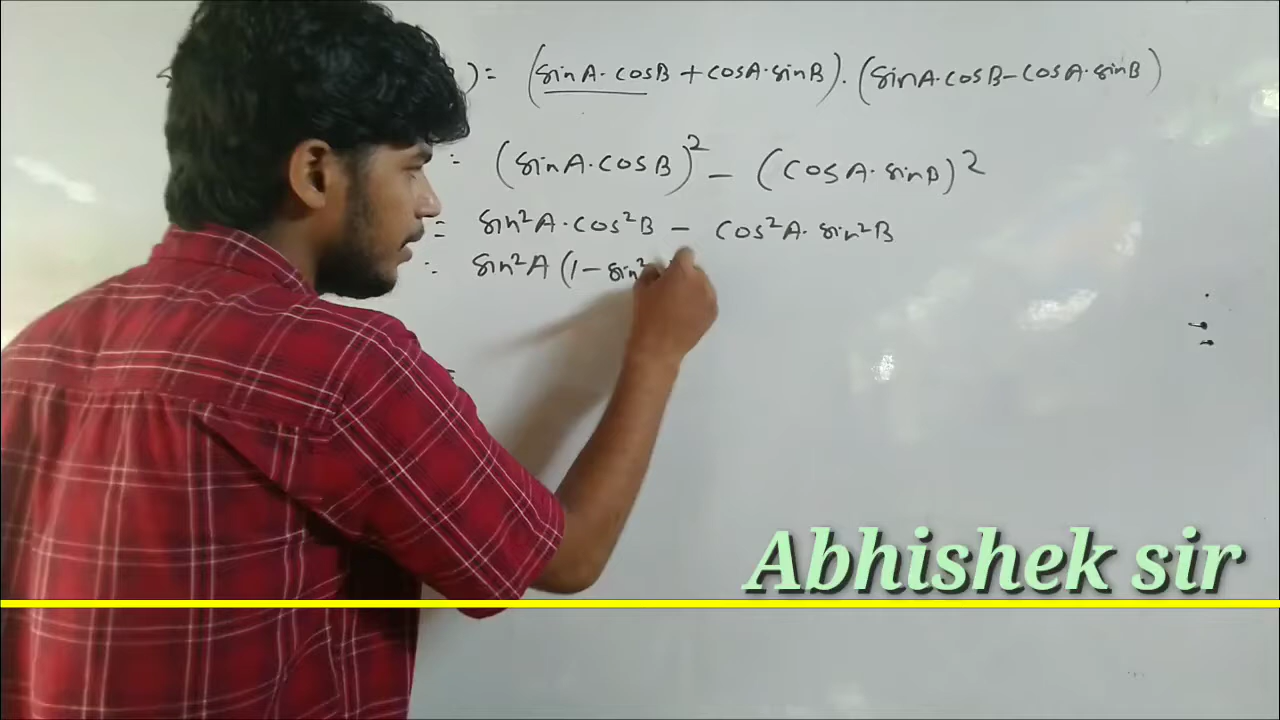 )= (sinA. cosB + cosA.sinB). (sinA.cosB-cosA.sinB)
= (sinA.cosB)² - (cosA.sinB)²
= sin²A.cos²B - cos²A. sin²B
= sin²A (1- sin²
=
Abhishek sir